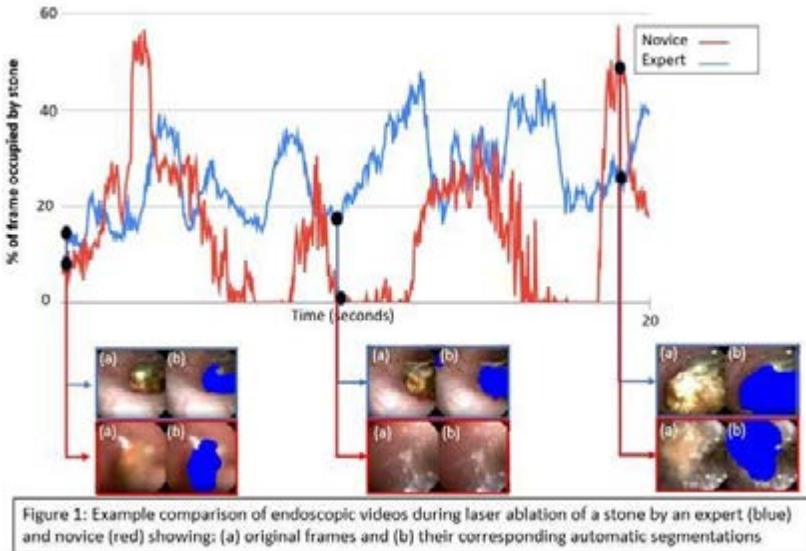 60
Novice
Expert
40
% of frame occupied by stone
20
0
Time (seconds)
20
(a) (b) (a) (b) (a) (b)
(a) (b) (a) (b) (a) (b)
Figure 1: Example comparison of endoscopic videos during laser ablation of a stone by an expert (blue)
and novice (red) showing: (a) original frames and (b) their corresponding automatic segmentations